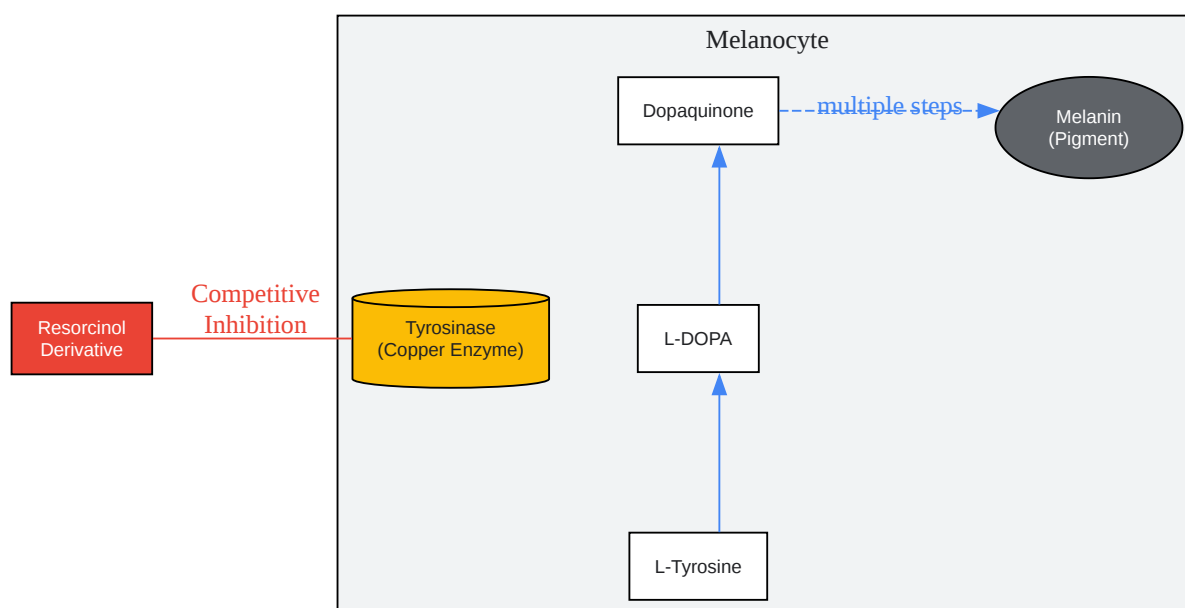 Melanocyte
Dopaquinone
multiple steps
Melanin
(Pigment)
Competitive
Inhibition
Resorcinol
Derivative
Tyrosinase
(Copper Enzyme)
L-DOPA
L-Tyrosine